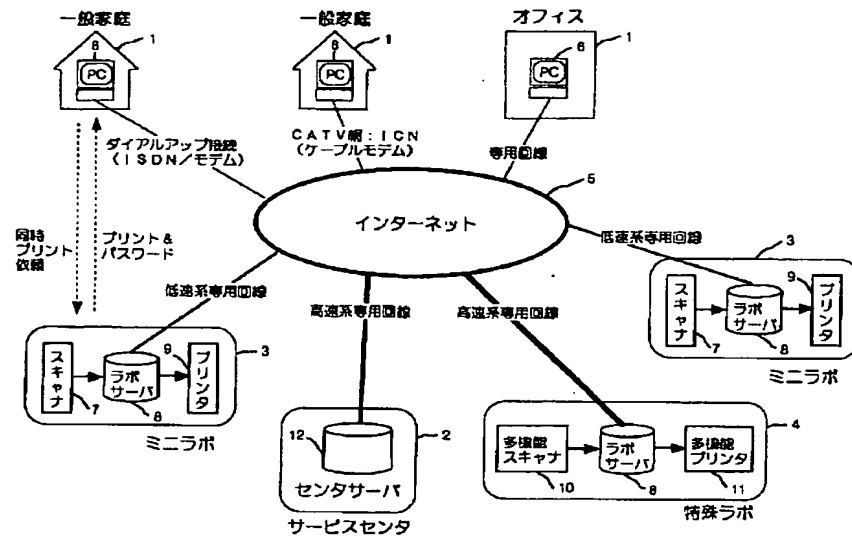 一般家庭
一般家庭
オフィス
1
6
PC
1
6
PC
1
6
PC
ダイアルアップ接続
(ISDN/モデム)
CATV網:ICN
(ケーブルモデム)
専用回線
5
インターネット
同時
プリント
依頼
プリント&
パスワード
低速系専用回線
高速系専用回線
高速系専用回線
低速系専用回線
3
スキャナ
7
ラボ
サーバ
8
9
プリンタ
ミニラボ
3
スキャナ
7
ラボ
サーバ
8
9
プリンタ
ミニラボ
2
12
センタサーバ
サービスセンタ
4
多機能
スキャナ
10
ラボ
サーバ
8
多機能
プリンタ
11
特殊ラボ